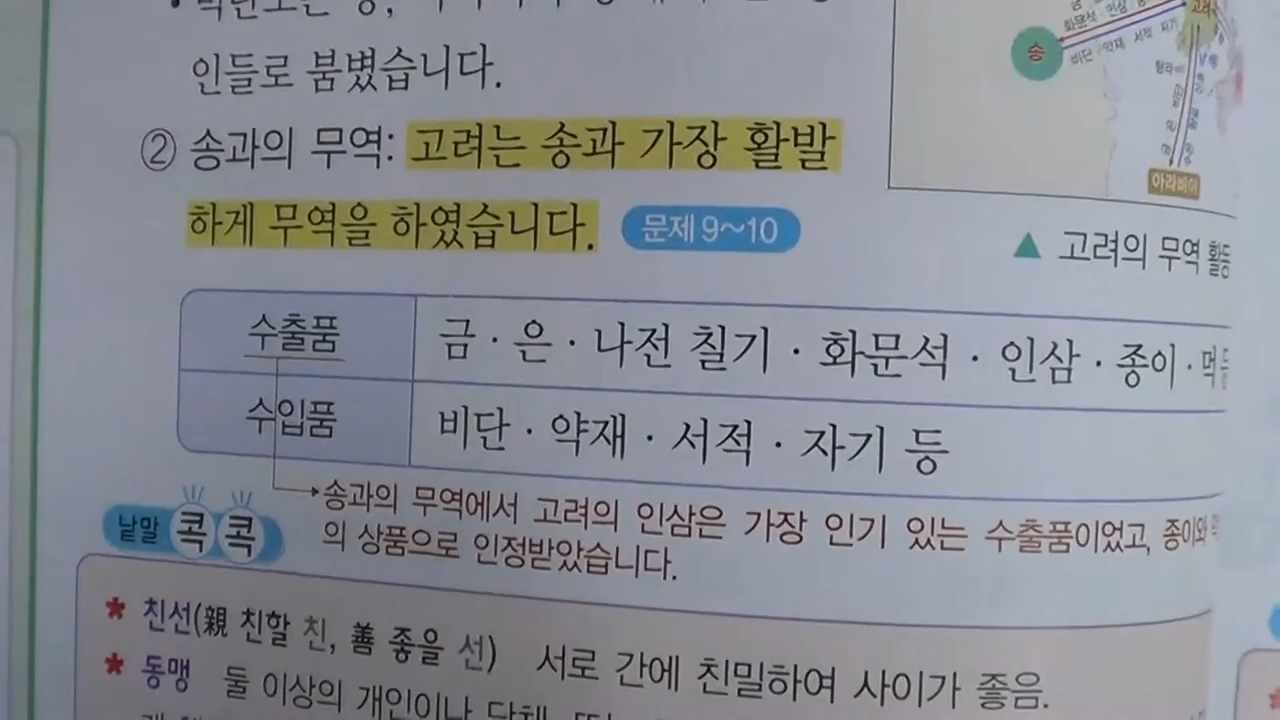 인들로 붐볐습니다.
② 송과의 무역: 고려는 송과 가장 활발
하게 무역을 하였습니다. 문제 9~10
수출품 금 · 은 · 나전 칠기 · 화문석 · 인삼 · 종이 · 먹 등
수입품 비단 · 약재 · 서적 · 자기 등
송과의 무역에서 고려의 인삼은 가장 인기 있는 수출품이었고, 종이와
의 상품으로 인정받았습니다.
낱말 콕콕
* 친선(親 친할 친, 善 좋을 선) 서로 간에 친밀하여 사이가 좋음.
* 동맹 둘 이상의 개인이나 단체,
송
화문석 인삼
비단 약재 서적 자기
탐라
아라비아
▲ 고려의 무역 활동